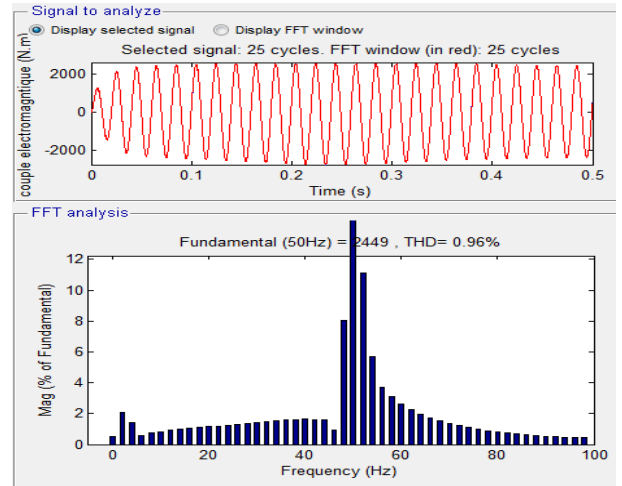 Signal to analyze
Display selected signal Display FFT window
Selected signal: 25 cycles. FFT window (in red): 25 cycles
couple electromagntique (N.m)
2000
0
-2000
0 0.1 0.2 0.3 0.4 0.5
Time (s)
FFT analysis
Fundamental (50Hz) = 2449 , THD= 0.96%
Mag (% of Fundamental)
12
10
8
6
4
2
0
0 20 40 60 80 100
Frequency (Hz)